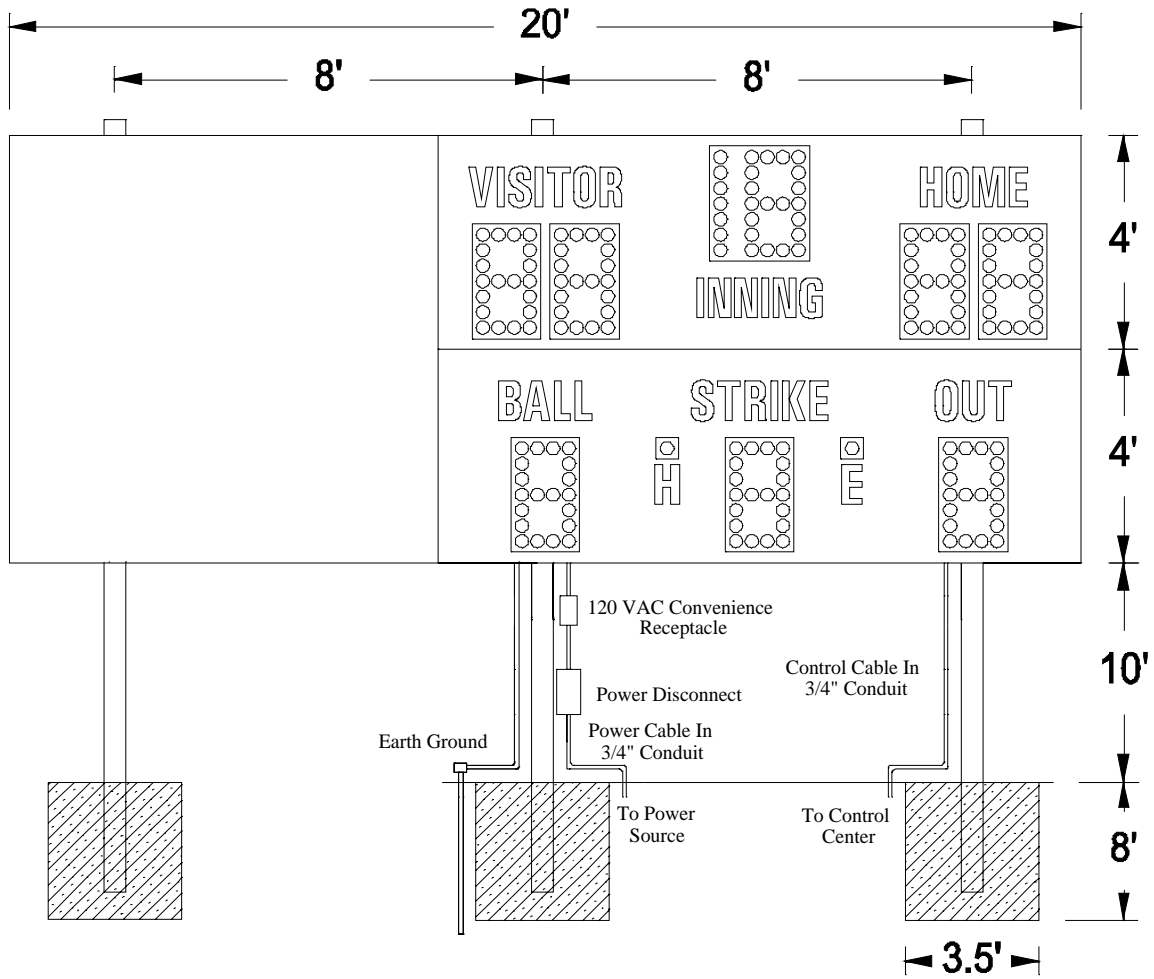 20'
8'
8'
VISITOR
HOME
INNING
4'
BALL
STRIKE
OUT
H
E
4'
120 VAC Convenience
Receptacle
Power Disconnect
Power Cable In
3/4" Conduit
Control Cable In
3/4" Conduit
10'
Earth Ground
To Power
Source
To Control
Center
8'
3.5'